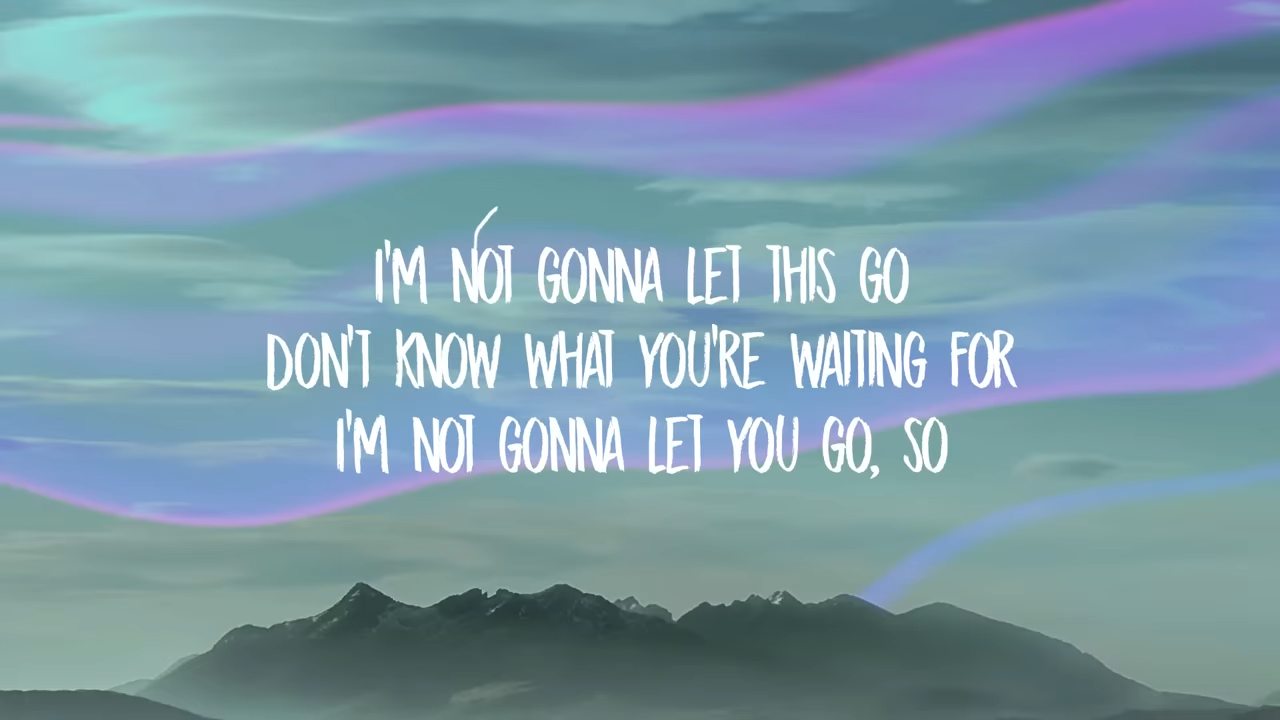 I'M NOT GONNA LET THIS GO
DON'T KNOW WHAT YOU'RE WAITING FOR
I'M NOT GONNA LET YOU GO, SO